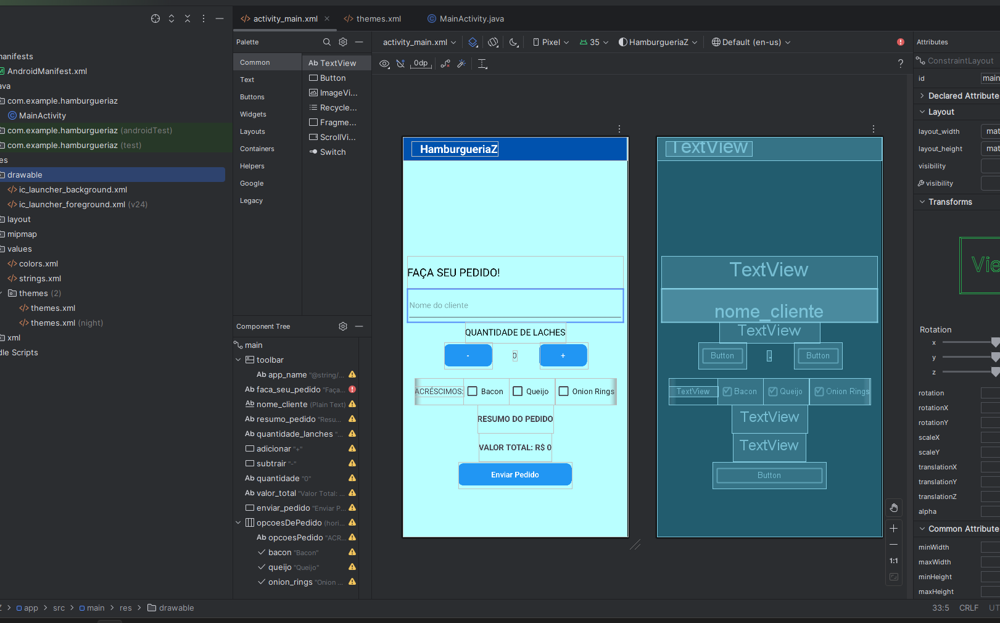 activity_main.xml
themes.xml
MainActivity.java
Palette
activity_main.xml
Pixel
35
HamburgueriaZ
Default (en-us)
Attributes
manifests
AndroidManifest.xml
com.example.hamburgueriaz
MainActivity
com.example.hamburgueriaz (androidTest)
com.example.hamburgueriaz (test)
drawable
ic_launcher_background.xml
ic_launcher_foreground.xml (v24)
layout
mipmap
values
colors.xml
strings.xml
themes (2)
themes.xml
themes.xml (night)
xml
dle Scripts
Common
Text
Buttons
Widgets
Layouts
Containers
Helpers
Google
Legacy
Ab TextView
Button
ImageVi...
Recycle...
Fragme...
ScrollVi...
Switch
0dp
?
Component Tree
main
toolbar
Ab app_name "@string/...
Ab faca_seu_pedido "Faça...
Ab nome_cliente (Plain Text)
Ab resumo_pedido "Resu...
Ab quantidade_lanches "...
adicionar "+"
subtrair "-"
Ab quantidade "0"
Ab valor_total "Valor Total: ...
enviar_pedido "Enviar P...
opcoesDePedido (hori...
Ab opcoesPedido "ACR...
bacon "Bacon"
queijo "Queijo"
onion_rings "Onion ...
HamburgueriaZ
FAÇA SEU PEDIDO!
Nome do cliente
QUANTIDADE DE LACHES
-
0
+
ACRÉSCIMOS:
Bacon
Queijo
Onion Rings
RESUMO DO PEDIDO
VALOR TOTAL: R$ 0
Enviar Pedido
TextView
TextView
nome_cliente
TextView
Button
Button
TextView
Bacon
Queijo
Onion Rings
TextView
TextView
Button
1:1
ConstraintLayout
id
main
Declared Attribute
Layout
layout_width
mat
layout_height
mat
visibility
visibility
Transforms
Vie
Rotation
x
y
z
rotation
rotationX
rotationY
scaleX
scaleY
translationX
translationY
translationZ
alpha
Common Attribute
minWidth
maxWidth
minHeight
maxHeight
app > src > main > res > drawable
33:5
CRLF
UT